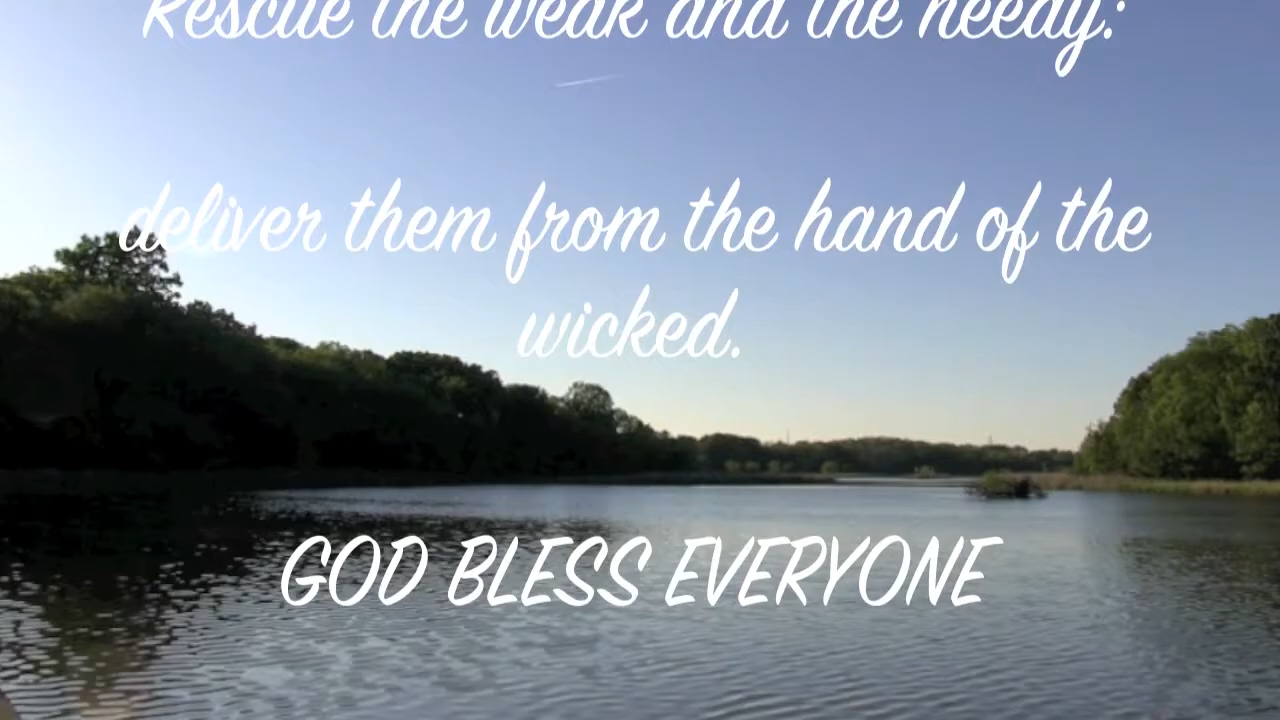 Rescue the weak and the needy:
deliver them from the hand of the
wicked.
GOD BLESS EVERYONE